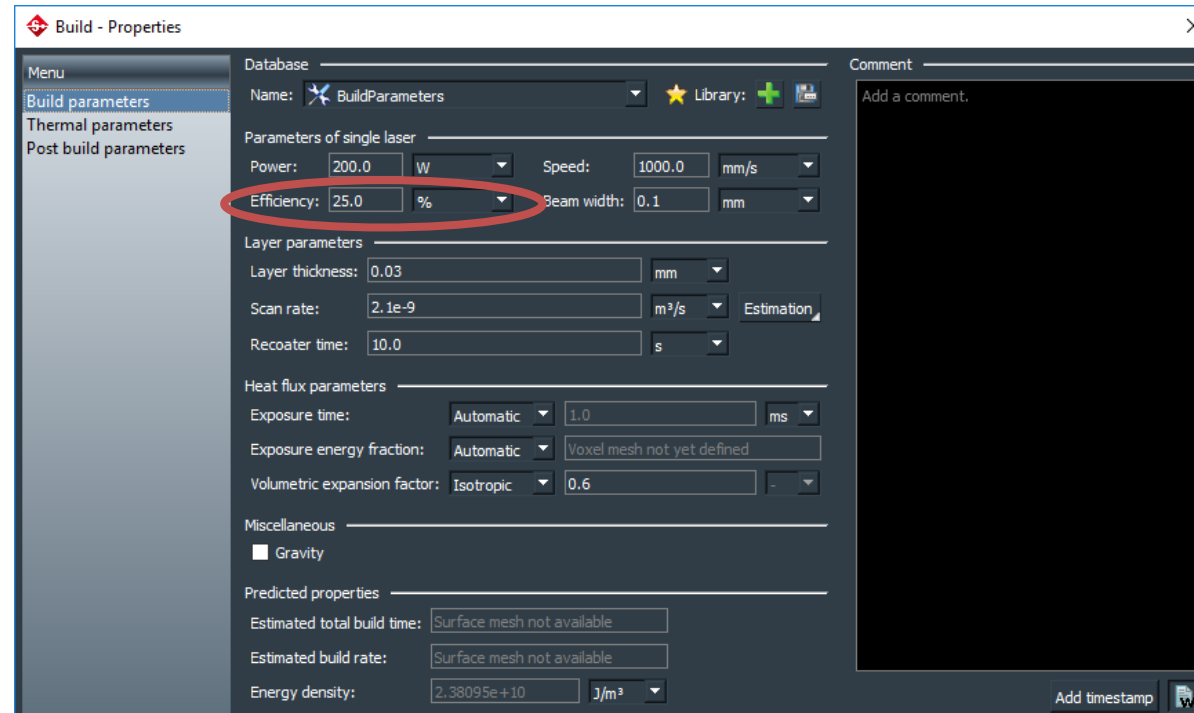 Build - Properties
Menu
Build parameters
Thermal parameters
Post build parameters
Database
Name: BuildParameters Library:
Parameters of single laser
Power: 200.0 W Speed: 1000.0 mm/s
Efficiency: 25.0 % Beam width: 0.1 mm
Layer parameters
Layer thickness: 0.03 mm
Scan rate: 2.1e-9 m³/s Estimation
Recoater time: 10.0 s
Heat flux parameters
Exposure time: Automatic 1.0 ms
Exposure energy fraction: Automatic Voxel mesh not yet defined
Volumetric expansion factor: Isotropic 0.6 -
Miscellaneous
Gravity
Predicted properties
Estimated total build time: Surface mesh not available
Estimated build rate: Surface mesh not available
Energy density: 2.38095e+10 J/m³
Comment
Add a comment.
Add timestamp